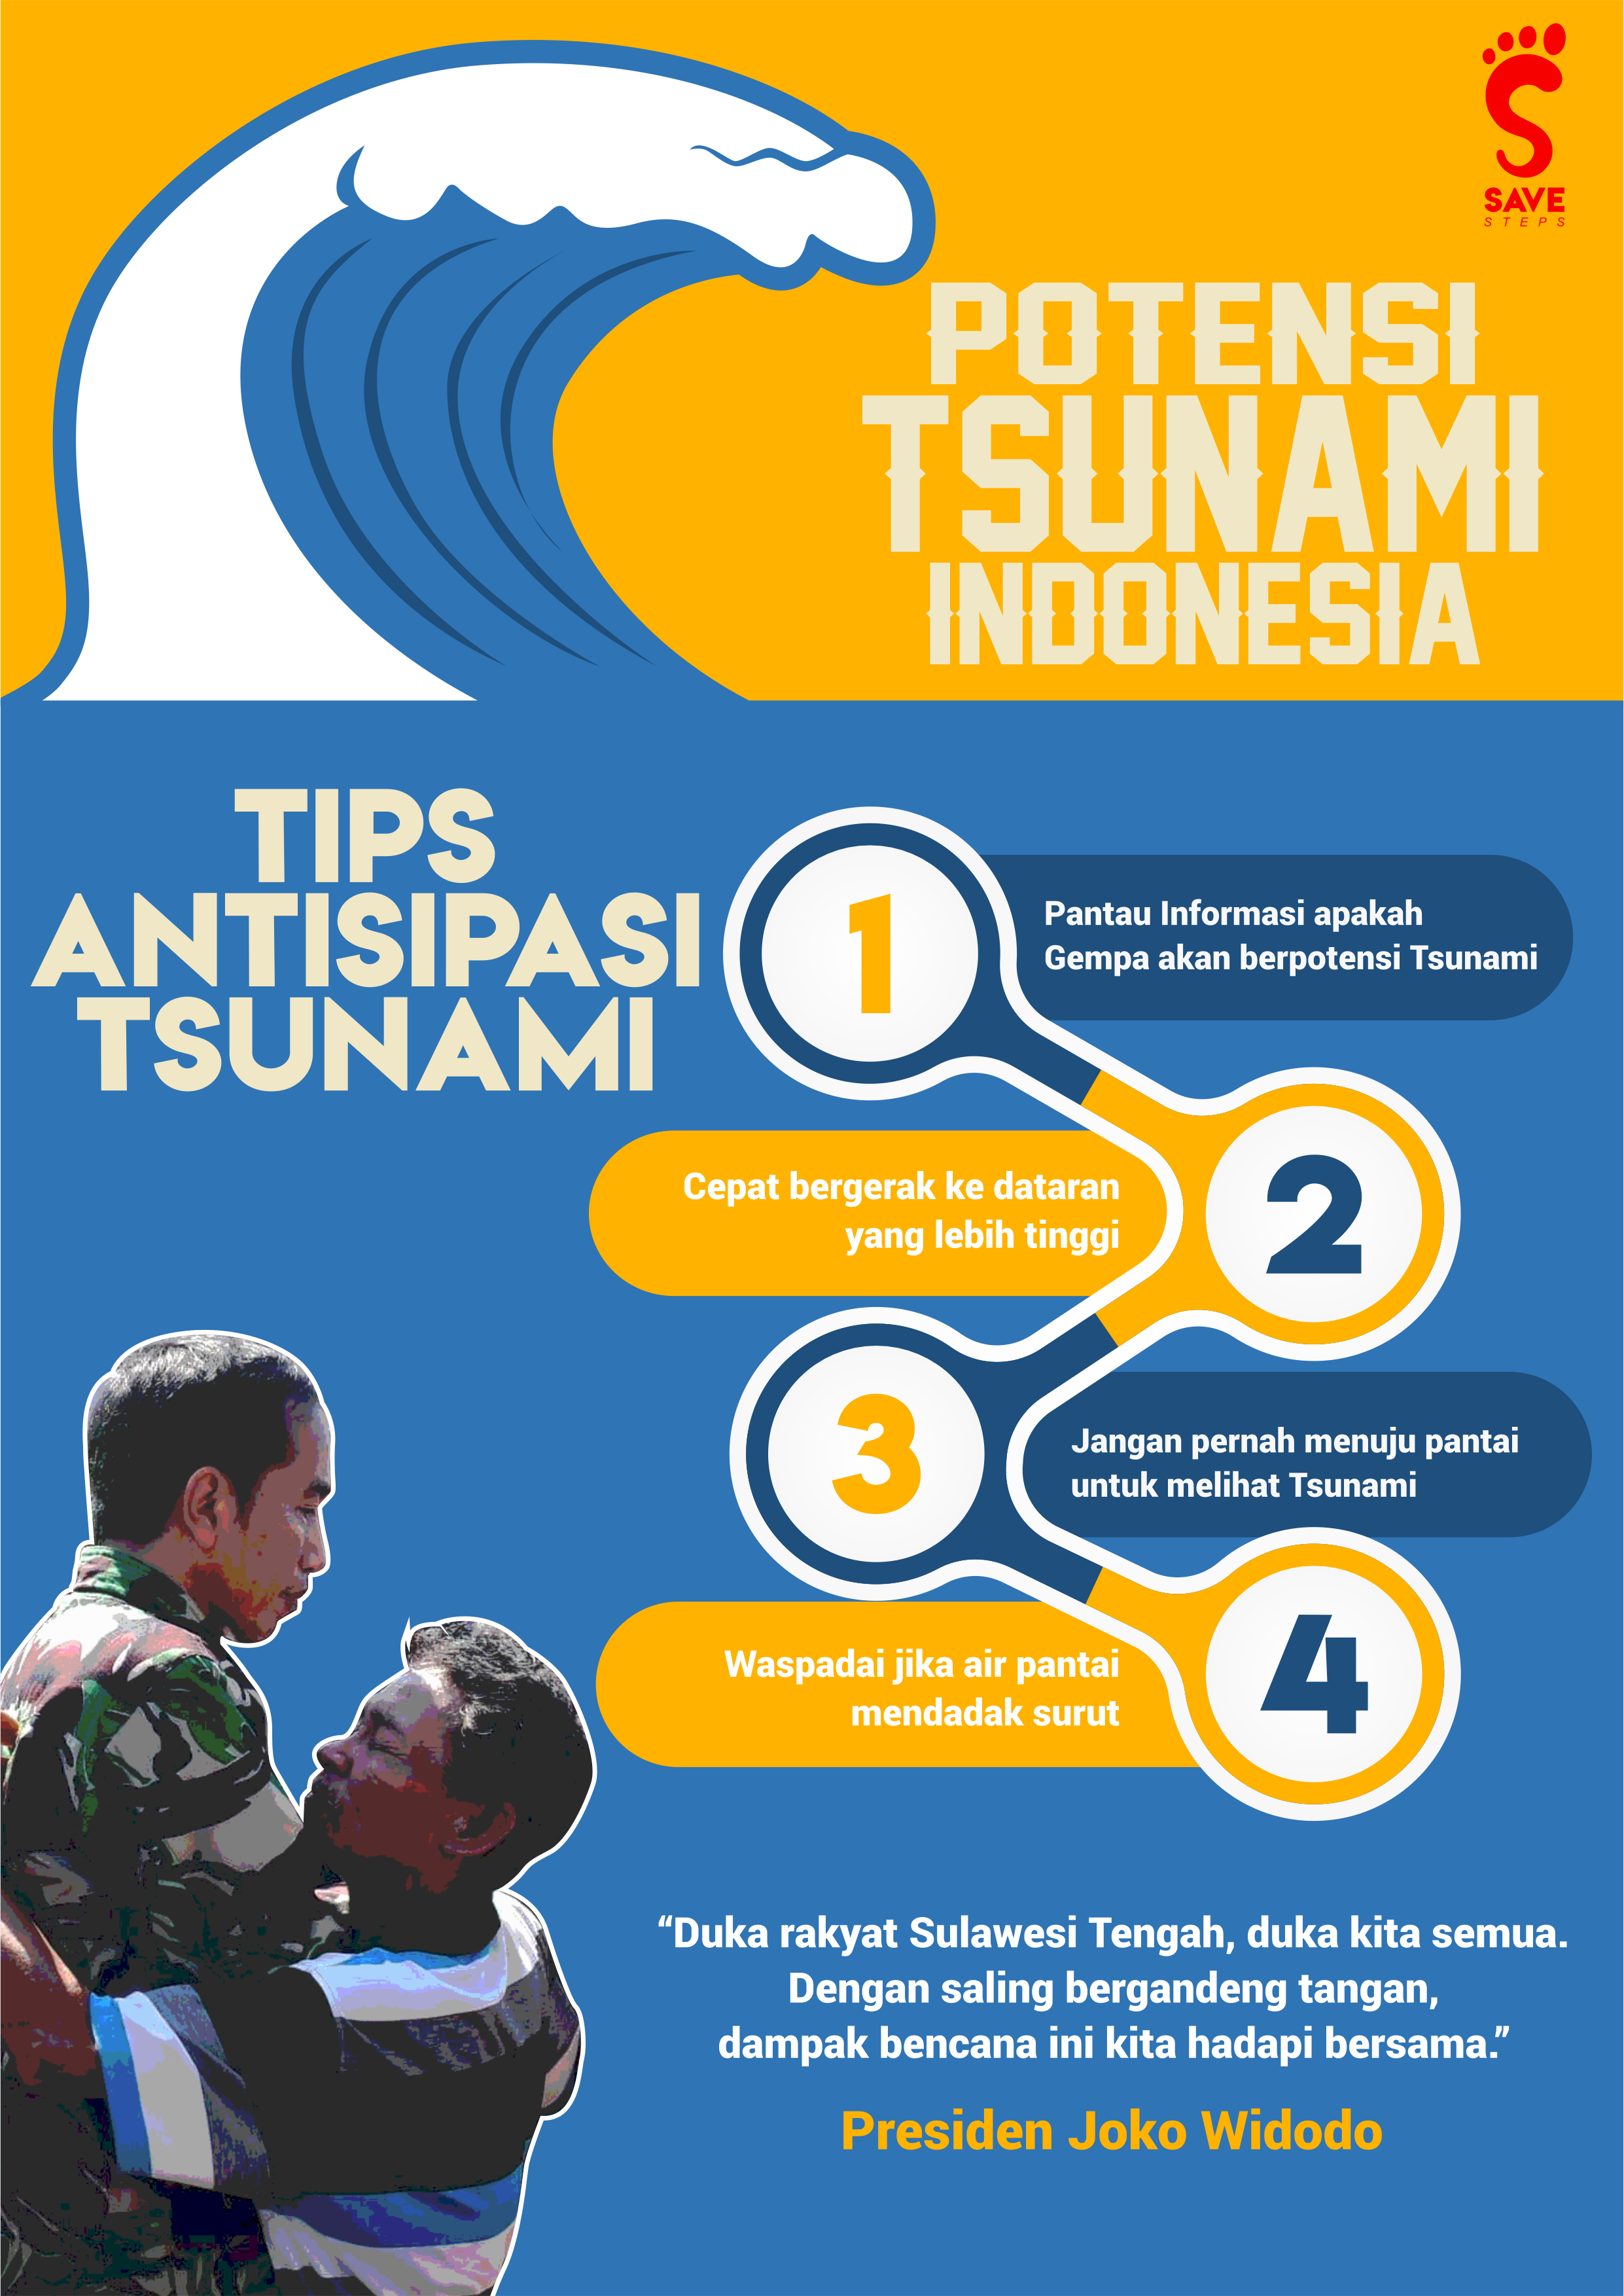 SAVE
STEPS
POTENSI
TSUNAMI
INDONESIA
TIPS
ANTISIPASI
TSUNAMI
1
Pantau Informasi apakah
Gempa akan berpotensi Tsunami
2
Cepat bergerak ke dataran
yang lebih tinggi
3
Jangan pernah menuju pantai
untuk melihat Tsunami
4
Waspadai jika air pantai
mendadak surut
“Duka rakyat Sulawesi Tengah, duka kita semua.
Dengan saling bergandeng tangan,
dampak bencana ini kita hadapi bersama.”
Presiden Joko Widodo